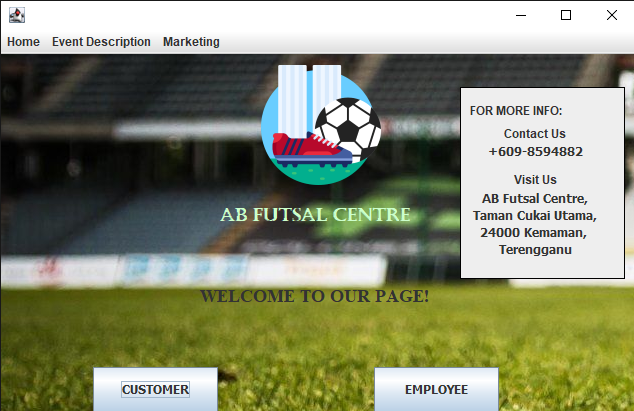 Home Event Description Marketing
FOR MORE INFO:
Contact Us
+609-8594882
Visit Us
AB Futsal Centre,
Taman Cukai Utama,
24000 Kemaman,
Terengganu
AB FUTSAL CENTRE
WELCOME TO OUR PAGE!
CUSTOMER EMPLOYEE